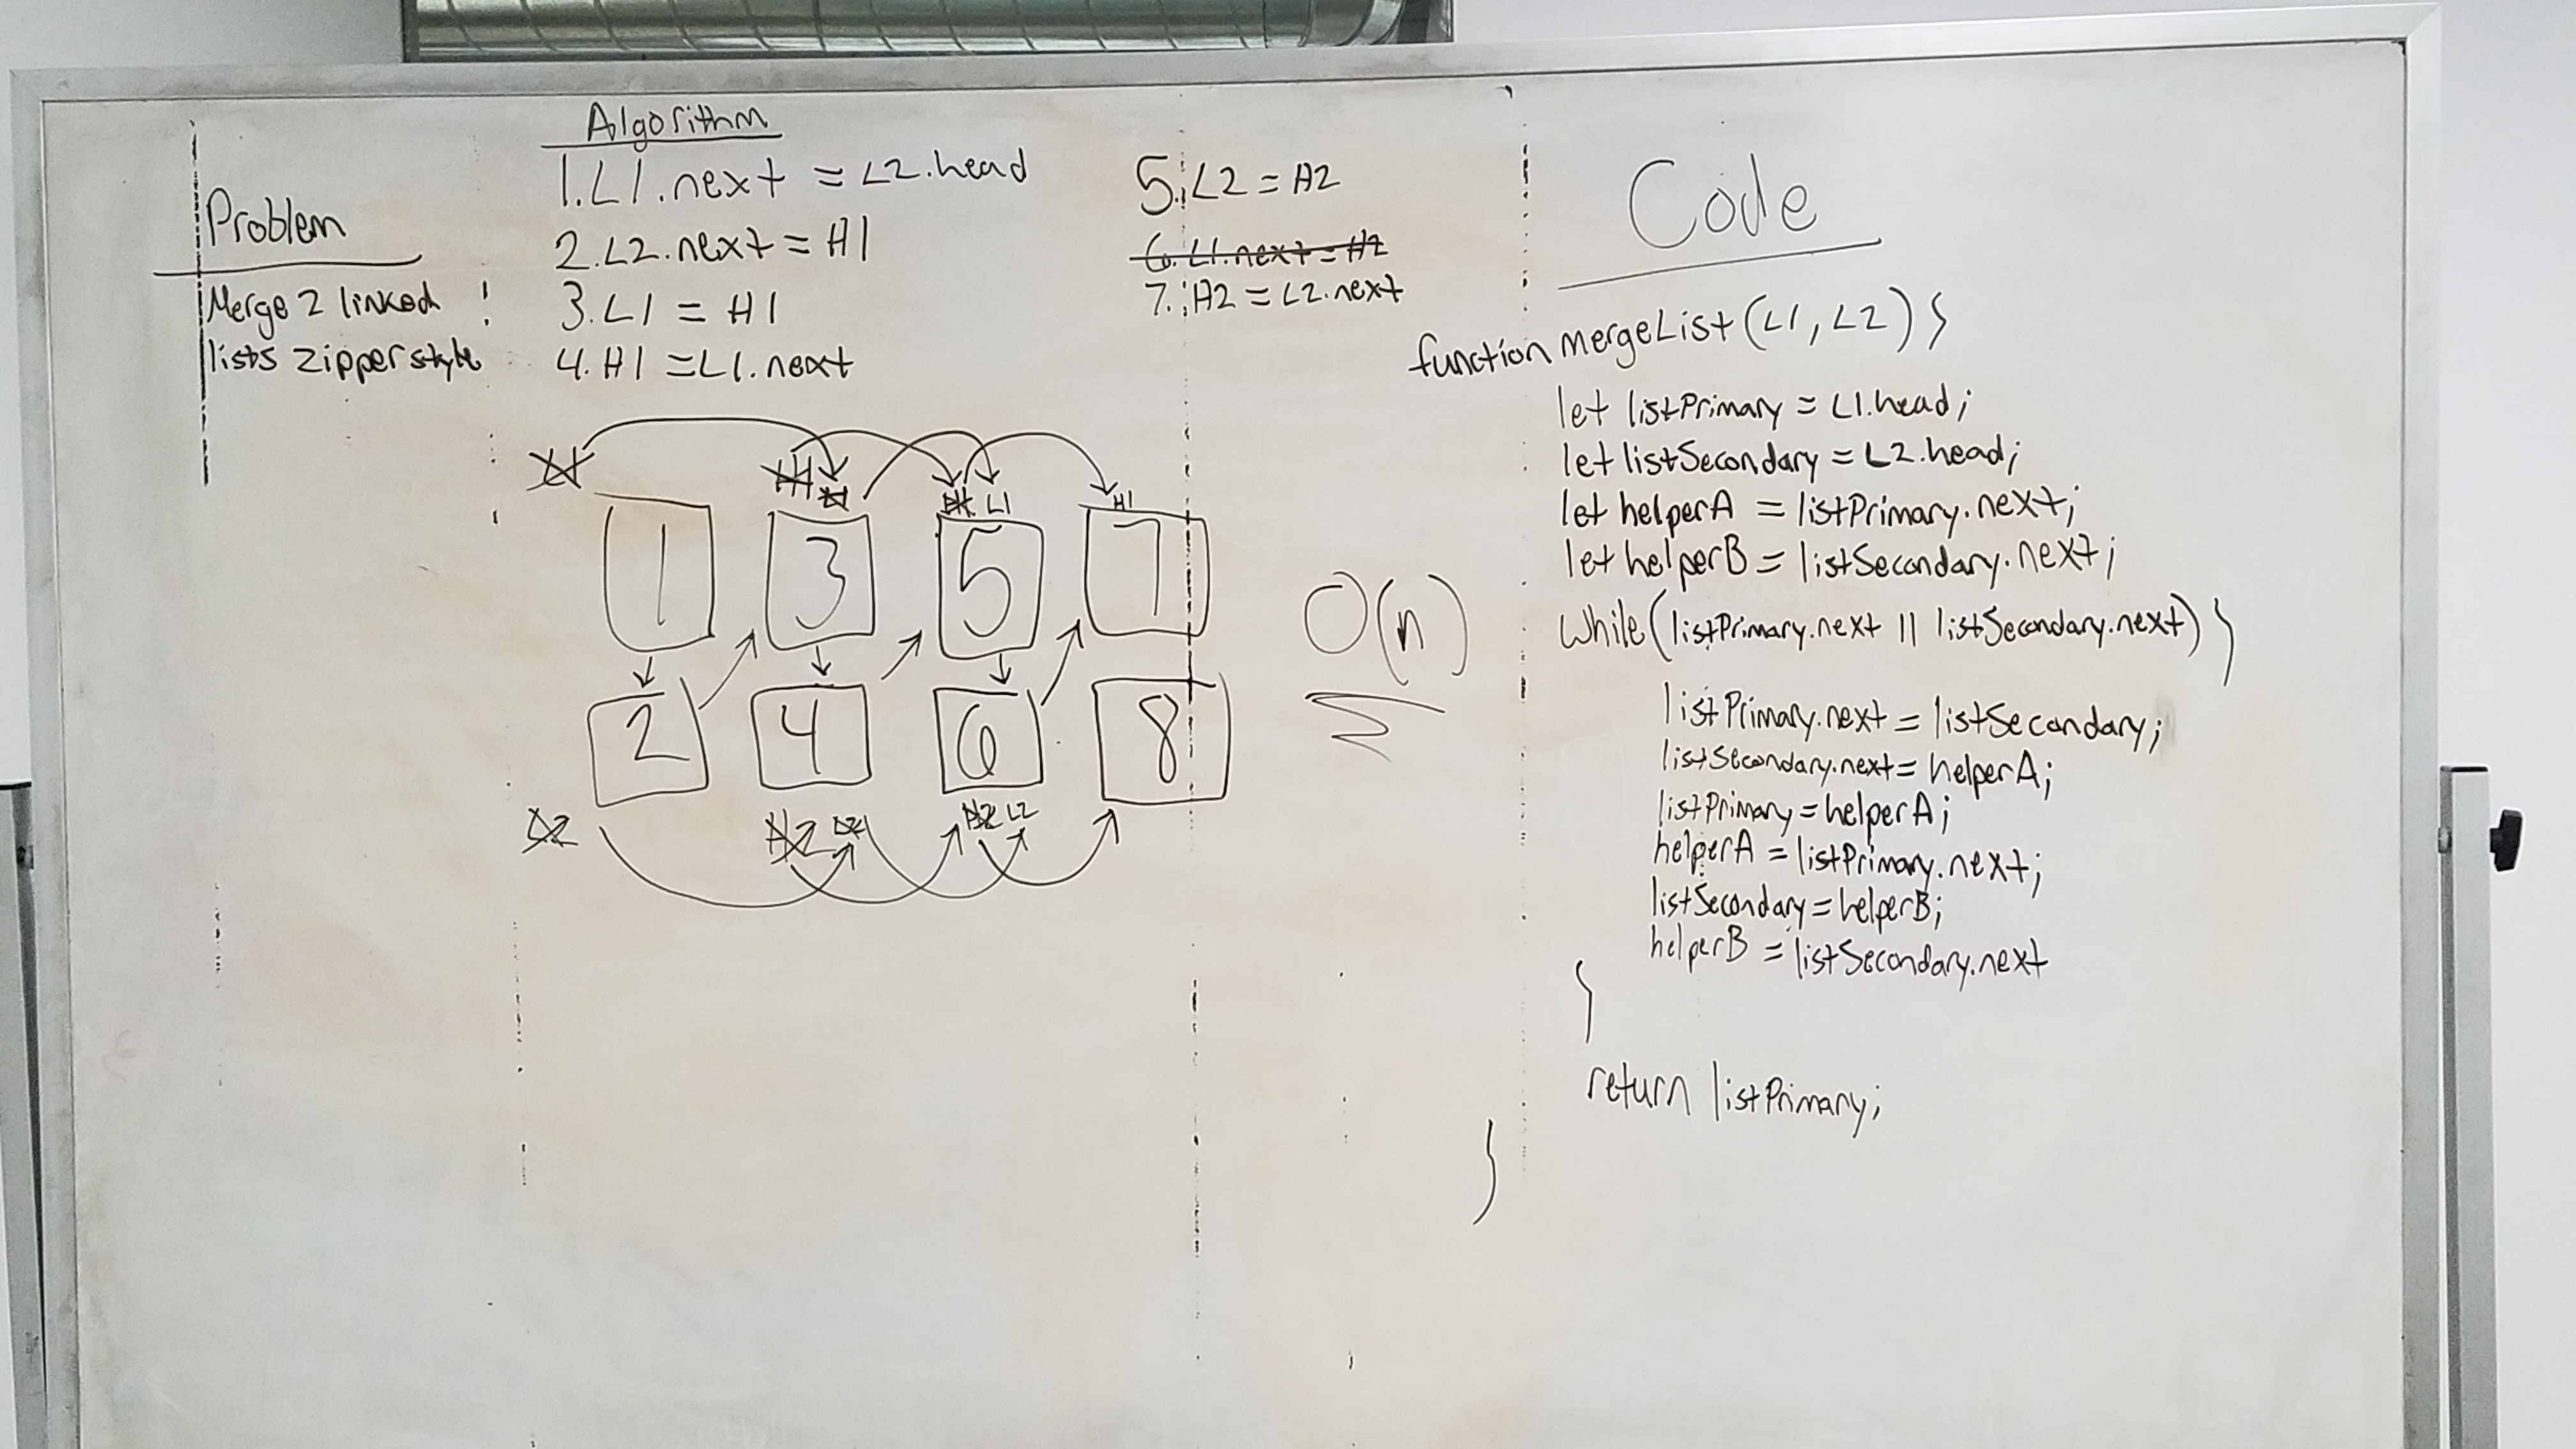 Problem
Merge 2 linked
lists zipper style
Algorithm
1. L1.next = L2.head
2. L2.next = H1
3. L1 = H1
4. H1 = L1.next
5. L2 = H2
6. L1.next = H2
7. H2 = L2.next
L1
H1 L1
H1 L1
H1
1 3 5 7
2 4 6 8
L2
H2 L2
H2 L2
O(n)
Code
function mergeList(L1, L2) {
let listPrimary = L1.head;
let listSecondary = L2.head;
let helperA = listPrimary.next;
let helperB = listSecondary.next;
while(listPrimary.next || listSecondary.next) {
listPrimary.next = listSecondary;
listSecondary.next = helperA;
listPrimary = helperA;
helperA = listPrimary.next;
listSecondary = helperB;
helperB = listSecondary.next
}
return listPrimary;
}